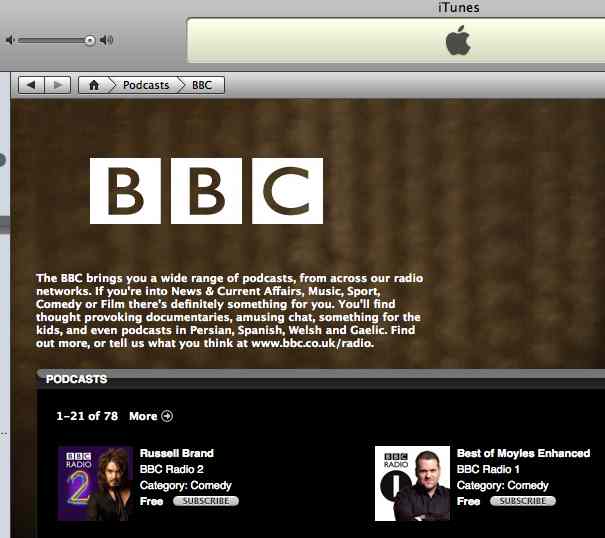 iTunes
Podcasts BBC
BBC
The BBC brings you a wide range of podcasts, from across our radio
networks. If you're into News & Current Affairs, Music, Sport,
Comedy or Film there's definitely something for you. You'll find
thought provoking documentaries, amusing chat, something for the
kids, and even podcasts in Persian, Spanish, Welsh and Gaelic. Find
out more, or tell us what you think at www.bbc.co.uk/radio.
PODCASTS
1-21 of 78 More
BBC
RADIO
2
Russell Brand
BBC Radio 2
Category: Comedy
Free SUBSCRIBE
BBC
RADIO
1
Best of Moyles Enhanced
BBC Radio 1
Category: Comedy
Free SUBSCRIBE